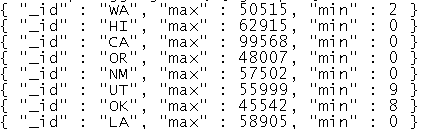 { "_id" : "WA", "max" : 50515, "min" : 2 }
{ "_id" : "HI", "max" : 62915, "min" : 0 }
{ "_id" : "CA", "max" : 99568, "min" : 0 }
{ "_id" : "OR", "max" : 48007, "min" : 0 }
{ "_id" : "NM", "max" : 57502, "min" : 0 }
{ "_id" : "UT", "max" : 55999, "min" : 9 }
{ "_id" : "OK", "max" : 45542, "min" : 8 }
{ "_id" : "LA", "max" : 58905, "min" : 0 }